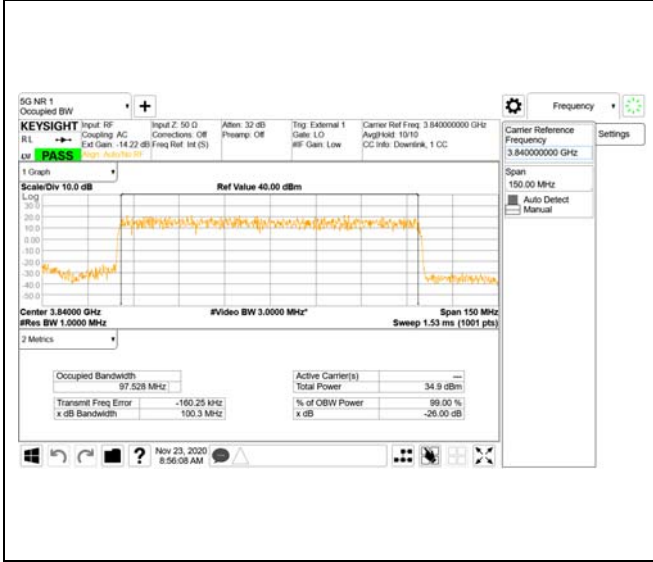 5G NR 1
Occupied BW
+
Frequency
KEYSIGHT
Input: RF
Input Z: 50 Ω
Atten: 32 dB
Trig: External 1
Carrier Ref Freq: 3.840000000 GHz
R L
Coupling: AC
Corrections: Off
Preamp: Off
Gate: LO
Avg|Hold: 10/10
Ext Gain: -14.22 dB
Freq Ref: Int (S)
#IF Gain: Low
CC Info: Downlink, 1 CC
PASS
Align: Auto/No RF
Carrier Reference
Frequency
3.840000000 GHz
Settings
Span
150.00 MHz
Auto Detect
Manual
1 Graph
Scale/Div 10.0 dB
Ref Value 40.00 dBm
Log
30.0
20.0
10.0
0.00
-10.0
-20.0
-30.0
-40.0
-50.0
Center 3.84000 GHz
#Video BW 3.0000 MHz*
Span 150 MHz
#Res BW 1.0000 MHz
Sweep 1.53 ms (1001 pts)
2 Metrics
Occupied Bandwidth
97.528 MHz
Active Carrier(s)
---
Total Power
34.9 dBm
Transmit Freq Error
-160.25 kHz
% of OBW Power
99.00 %
x dB Bandwidth
100.3 MHz
x dB
-26.00 dB
?
Nov 23, 2020
8:56:08 AM